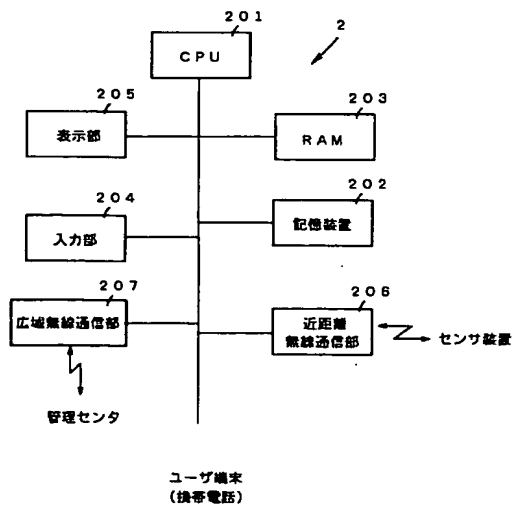 201
2
CPU
205
203
表示部
RAM
204
202
入力部
記憶装置
207
206
広域無線通信部
近距離
無線通信部
センサ装置
管理センタ
ユーザ端末
(携帯電話)